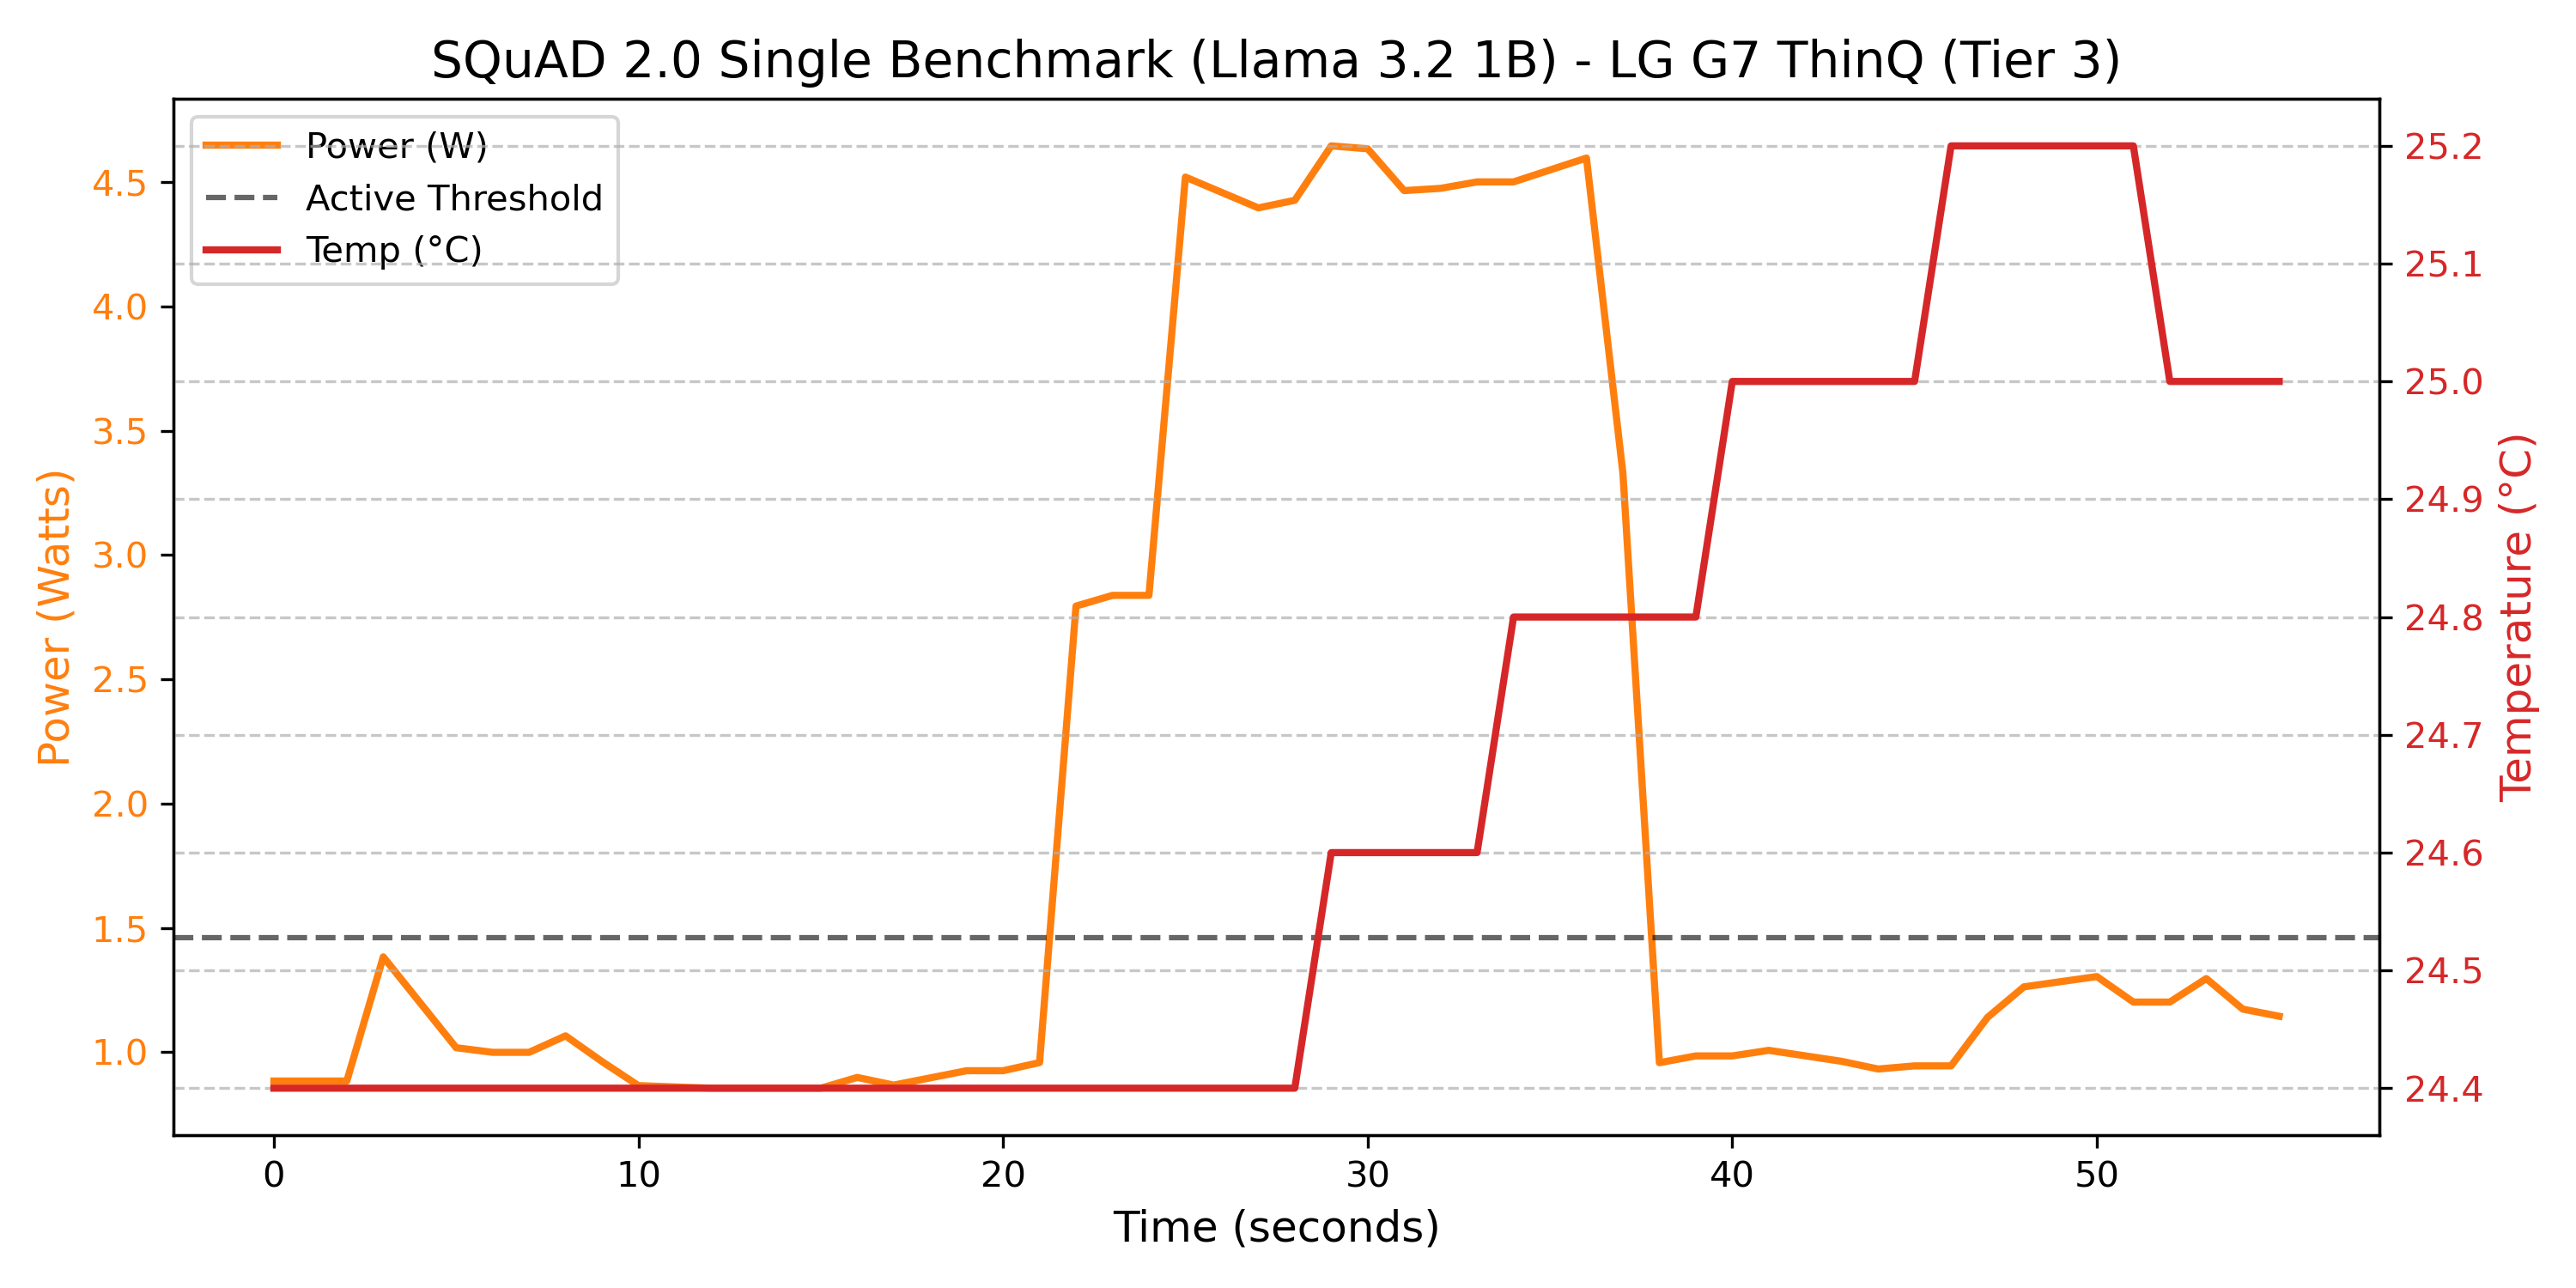 SQuAD 2.0 Single Benchmark (Llama 3.2 1B) - LG G7 ThinQ (Tier 3)
Power (W)
Active Threshold
Temp (°C)
Power (Watts)
4.5
4.0
3.5
3.0
2.5
2.0
1.5
1.0
25.2
25.1
25.0
24.9
24.8
24.7
24.6
24.5
24.4
Temperature (°C)
0 10 20 30 40 50
Time (seconds)